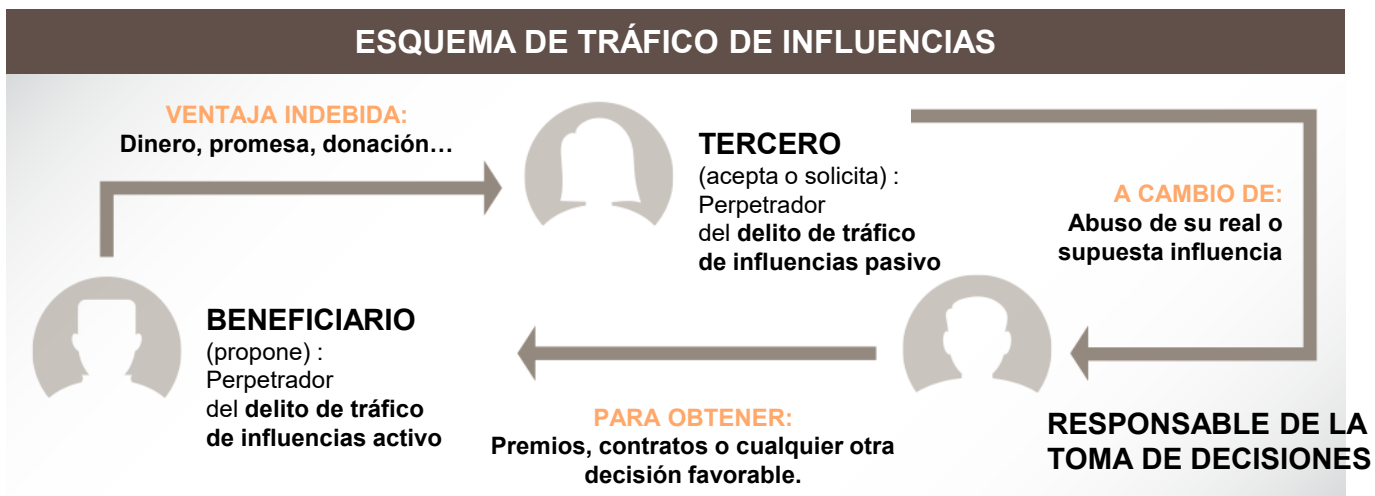 ESQUEMA DE TRÁFICO DE INFLUENCIAS
VENTAJA INDEBIDA:
Dinero, promesa, donación…
TERCERO
(acepta o solicita) :
Perpetrador
del delito de tráfico
de influencias pasivo
A CAMBIO DE:
Abuso de su real o
supuesta influencia
BENEFICIARIO
(propone) :
Perpetrador
del delito de tráfico
de influencias activo
PARA OBTENER:
Premios, contratos o cualquier otra
decisión favorable.
RESPONSABLE DE LA
TOMA DE DECISIONES